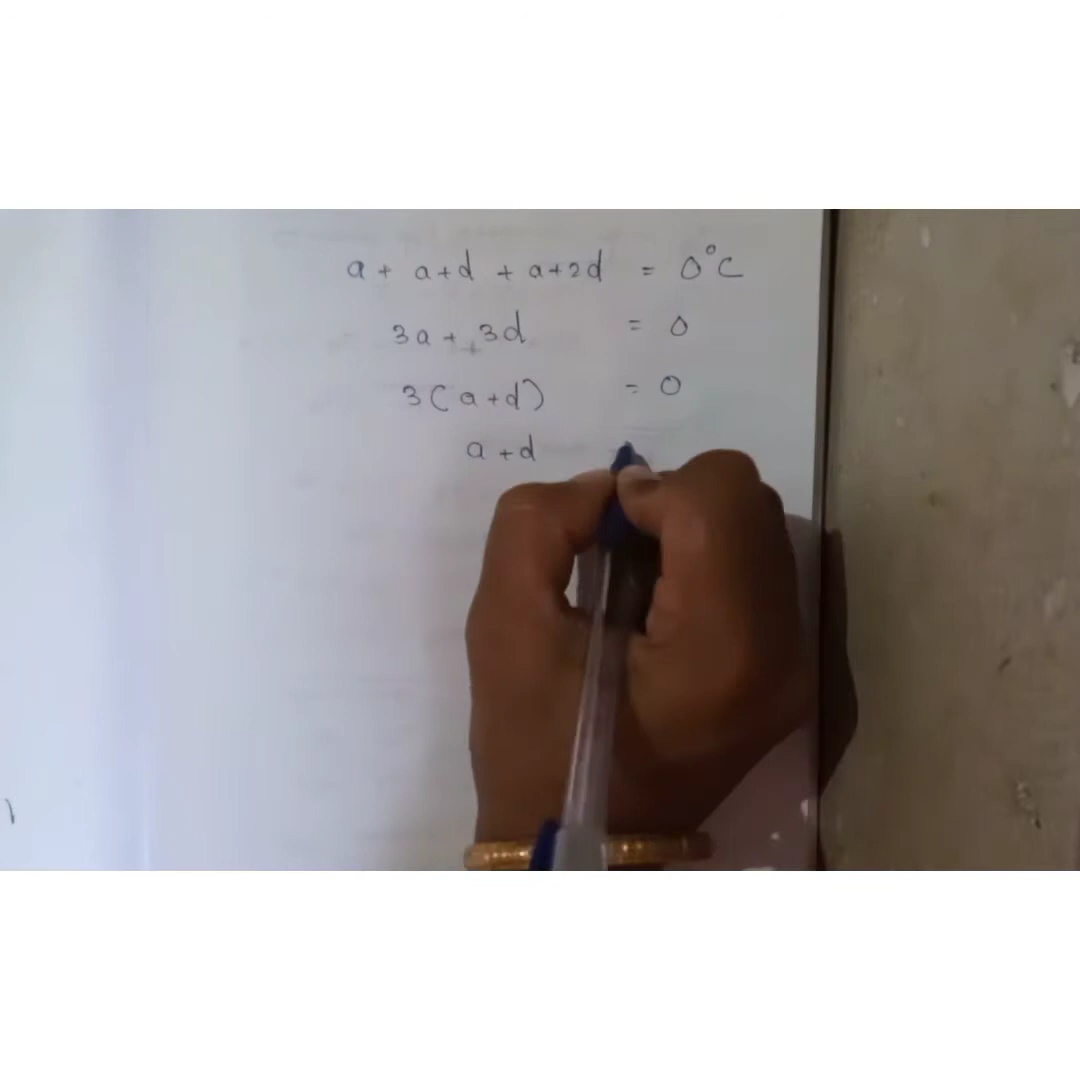 a + a+d + a+2d = 0°C
3a + 3d = 0
3(a+d) = 0
a+d